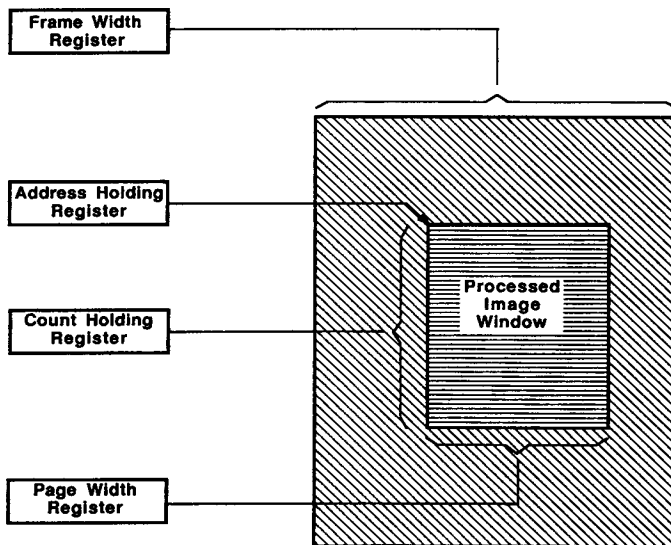 Frame Width
Register
Address Holding
Register
Processed
Image
Window
Count Holding
Register
Page Width
Register